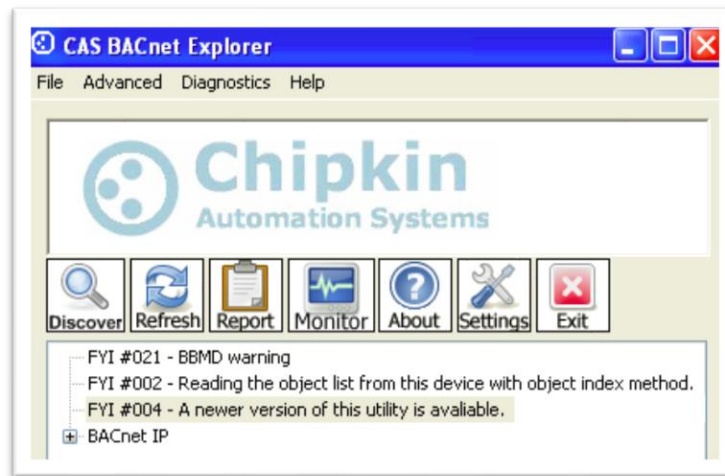 CAS BACnet Explorer
File Advanced Diagnostics Help
Chipkin
Automation Systems
Discover Refresh Report Monitor About Settings Exit
FYI #021 - BBMD warning
FYI #002 - Reading the object list from this device with object index method.
FYI #004 - A newer version of this utility is avaliable.
BACnet IP